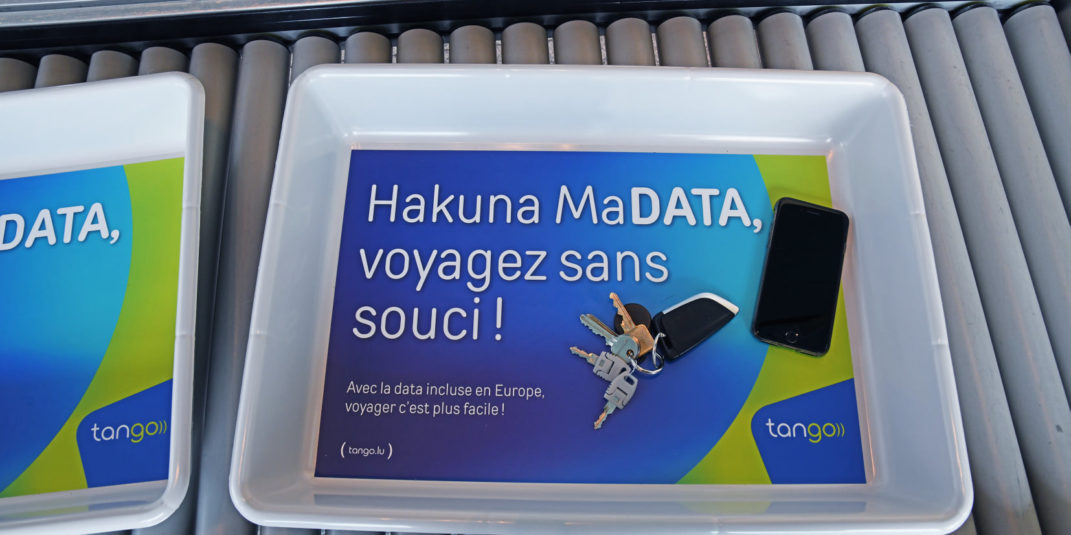 DATA,
tango
Hakuna MaDATA,
voyagez sans
souci !
Avec la data incluse en Europe,
voyager c'est plus facile !
( tango.lu )
tango